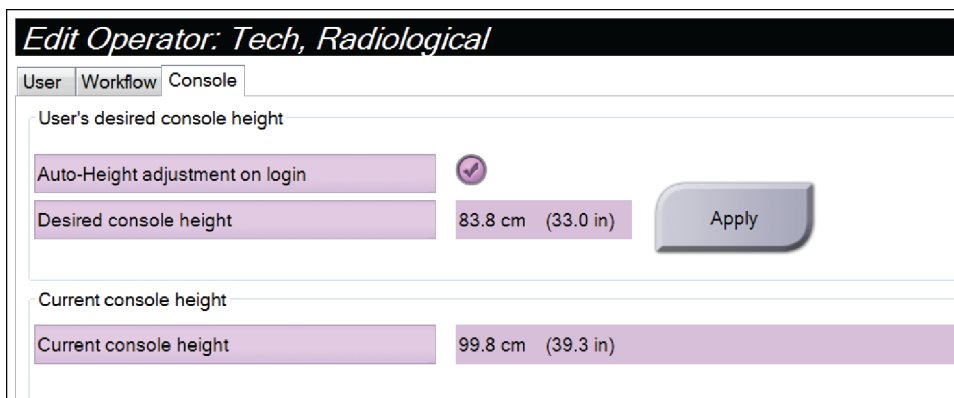 Edit Operator: Tech, Radiological
User Workflow Console
User's desired console height
Auto-Height adjustment on login
Desired console height 83.8 cm (33.0 in) Apply
Current console height
Current console height 99.8 cm (39.3 in)